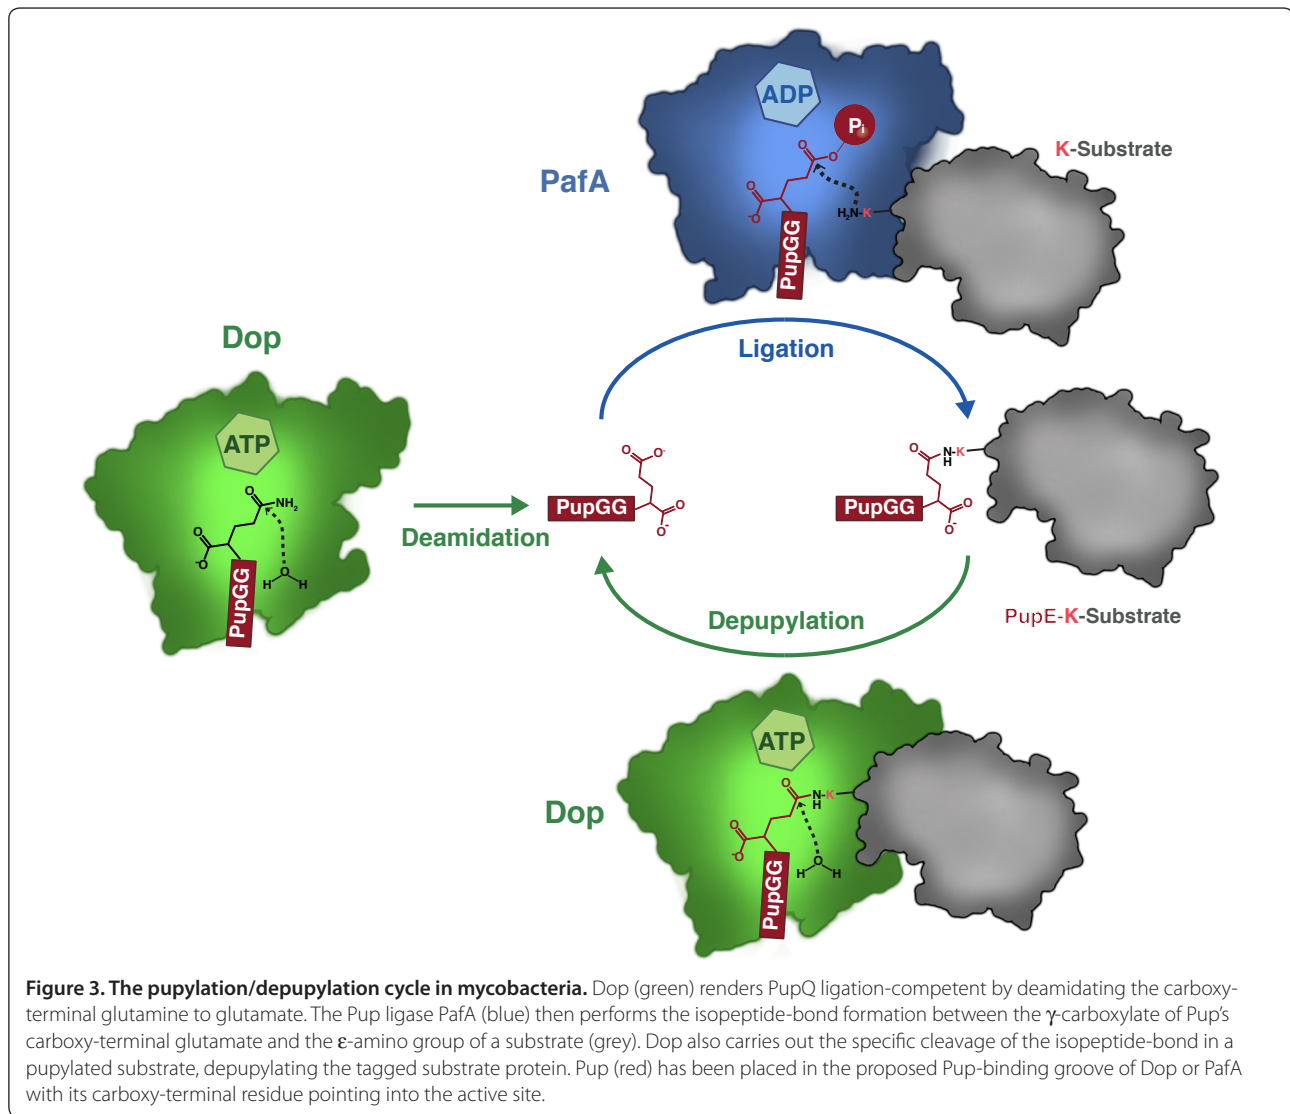 ADP
Pi
O
O
O
-O
H2N-K
PupGG
PafA
K-Substrate
Ligation
Dop
ATP
O
NH2
O
-O
H O H
PupGG
Deamidation
O
O-
PupGG
O
O-
O
N-K
H
PupGG
O
O-
PupE-K-Substrate
Depupylation
ATP
Dop
O
N-K
H
O
-O
H O H
PupGG
Figure 3. The pupylation/depupylation cycle in mycobacteria. Dop (green) renders PupQ ligation-competent by deamidating the carboxy-
terminal glutamine to glutamate. The Pup ligase PafA (blue) then performs the isopeptide-bond formation between the γ-carboxylate of Pup's
carboxy-terminal glutamate and the ε-amino group of a substrate (grey). Dop also carries out the specific cleavage of the isopeptide-bond in a
pupylated substrate, depupylating the tagged substrate protein. Pup (red) has been placed in the proposed Pup-binding groove of Dop or PafA
with its carboxy-terminal residue pointing into the active site.